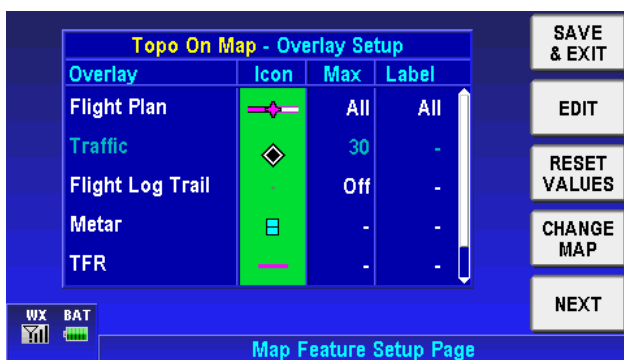 Topo On Map - Overlay Setup
Overlay Icon Max Label
Flight Plan All All
Traffic 30 -
Flight Log Trail Off -
Metar - -
TFR - -
SAVE
& EXIT
EDIT
RESET
VALUES
CHANGE
MAP
NEXT
WX BAT
Map Feature Setup Page